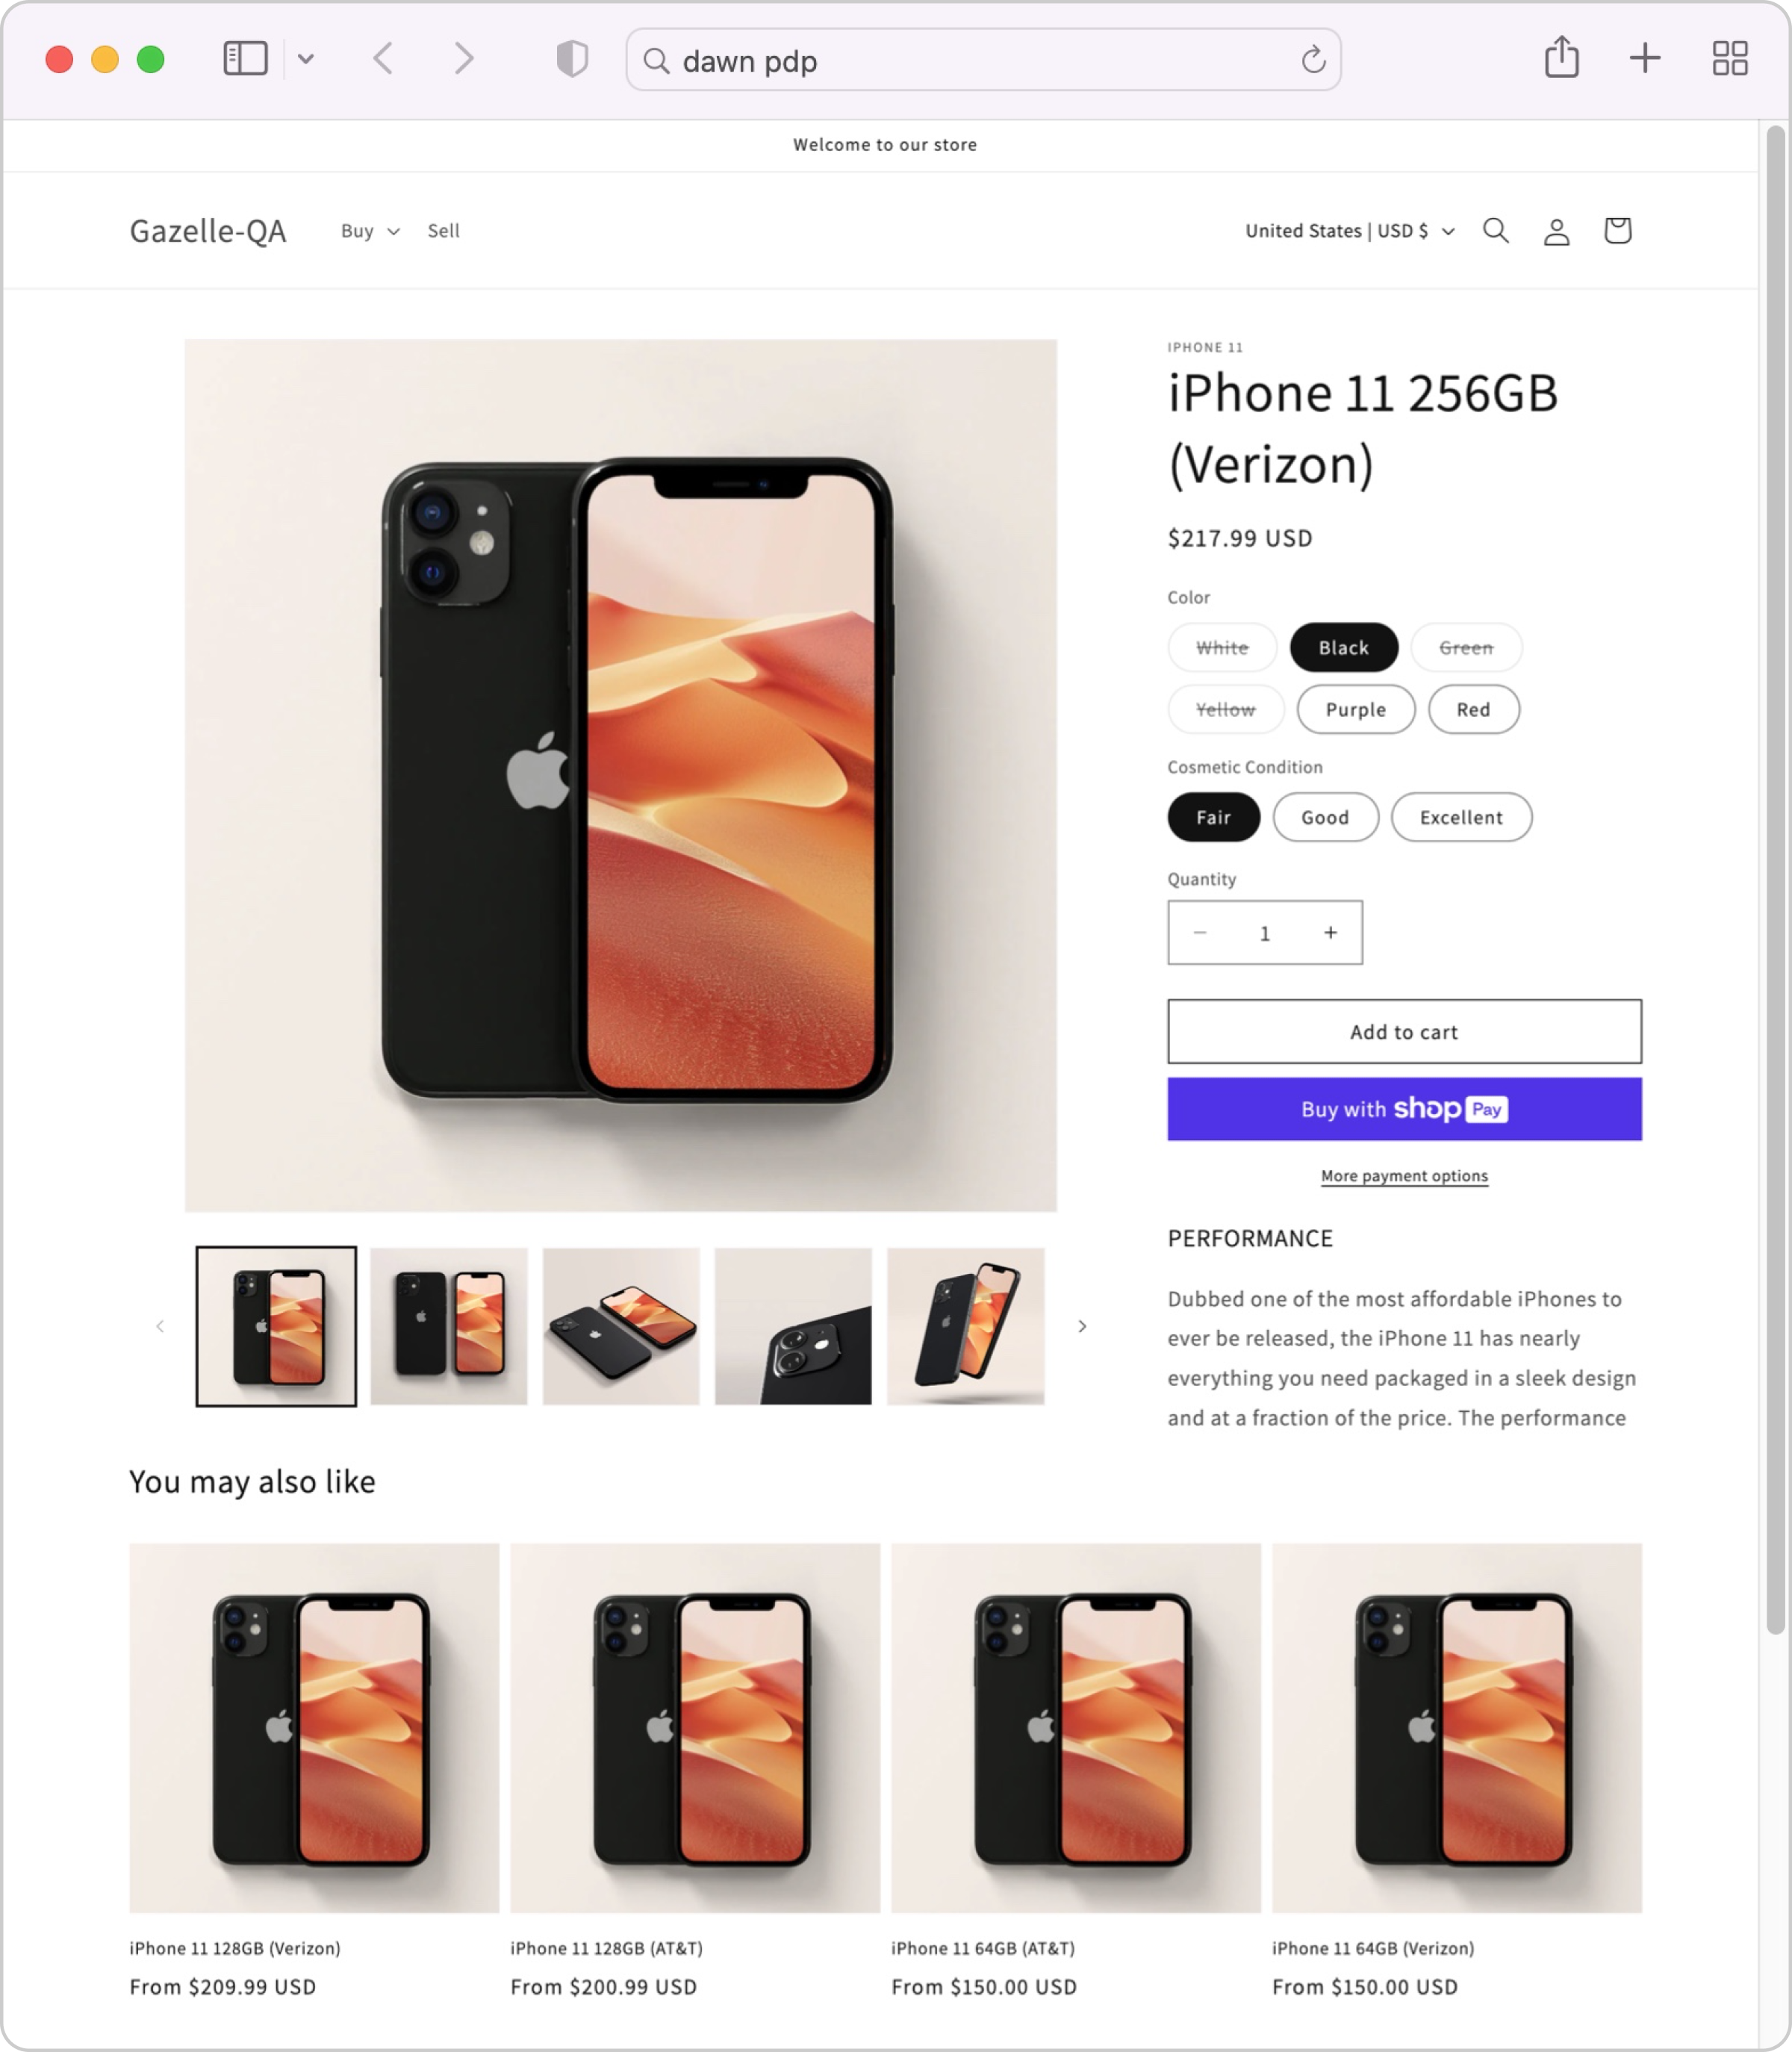 dawn pdp
Welcome to our store
Gazelle-QA
Buy
Sell
United States | USD $
IPHONE 11
iPhone 11 256GB
(Verizon)
$217.99 USD
Color
White
Black
Green
Yellow
Purple
Red
Cosmetic Condition
Fair
Good
Excellent
Quantity
− 1 +
Add to cart
Buy with shop Pay
More payment options
PERFORMANCE
Dubbed one of the most affordable iPhones to
ever be released, the iPhone 11 has nearly
everything you need packaged in a sleek design
and at a fraction of the price. The performance
You may also like
iPhone 11 128GB (Verizon)
From $209.99 USD
iPhone 11 128GB (AT&T)
From $200.99 USD
iPhone 11 64GB (AT&T)
From $150.00 USD
iPhone 11 64GB (Verizon)
From $150.00 USD